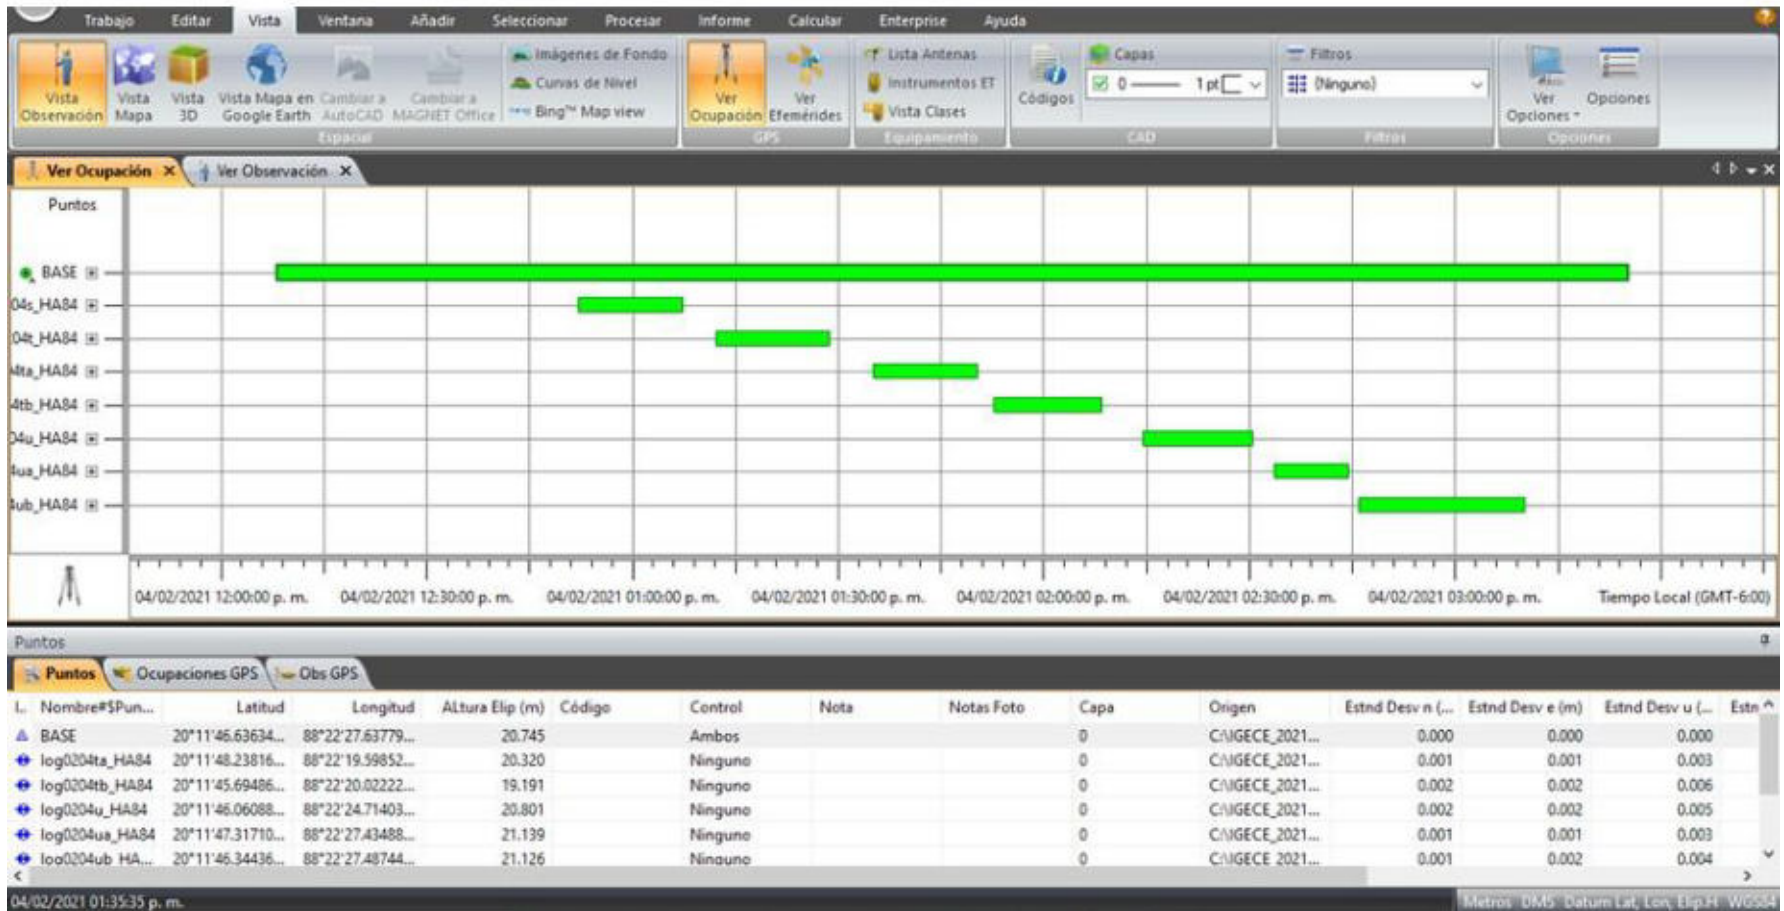 Trabajo Editar Vista Ventana Añadir Seleccionar Procesar Informe Calcular Enterprise Ayuda
Vista Observación
Vista Mapa
Vista 3D
Vista Mapa en Google Earth
Cambiar a AutoCAD
Cambiar a MAGNET Office
Imágenes de Fondo
Curvas de Nivel
Bing™ Map view
Ver Ocupación
Ver Efemérides
Lista Antenas
Instrumentos ET
Vista Clases
Códigos
Capas
0 1 pt
Filtros
(Ninguno)
Ver Opciones
Opciones
Espacial GPS Equipamiento CAD Filtros Opciones
Ver Ocupación Ver Observación
Puntos
BASE
04s_HA84
04t_HA84
4ta_HA84
4tb_HA84
04u_HA84
4ua_HA84
4ub_HA84
04/02/2021 12:00:00 p. m. 04/02/2021 12:30:00 p. m. 04/02/2021 01:00:00 p. m. 04/02/2021 01:30:00 p. m. 04/02/2021 02:00:00 p. m. 04/02/2021 02:30:00 p. m. 04/02/2021 03:00:00 p. m. Tiempo Local (GMT-6:00)
Puntos
Puntos Ocupaciones GPS Obs GPS
I.. Nombre#$Pun... Latitud Longitud ALtura Elip (m) Código Control Nota Notas Foto Capa Origen Estnd Desv n (... Estnd Desv e (m) Estnd Desv u (... Estn
BASE 20°11'46.63634... 88°22'27.63779... 20.745 Ambos 0 C:\IGECE_2021... 0.000 0.000 0.000
log0204ta_HA84 20°11'48.23816... 88°22'19.59852... 20.320 Ninguno 0 C:\IGECE_2021... 0.001 0.001 0.003
log0204tb_HA84 20°11'45.69486... 88°22'20.02222... 19.191 Ninguno 0 C:\IGECE_2021... 0.002 0.002 0.006
log0204u_HA84 20°11'46.06088... 88°22'24.71403... 20.801 Ninguno 0 C:\IGECE_2021... 0.002 0.002 0.005
log0204ua_HA84 20°11'47.31710... 88°22'27.43488... 21.139 Ninguno 0 C:\IGECE_2021... 0.001 0.001 0.003
log0204ub_HA... 20°11'46.34436... 88°22'27.48744... 21.126 Ninguno 0 C:\IGECE_2021... 0.001 0.002 0.004
04/02/2021 01:35:35 p. m. Metros DMS Datum Lat, Lon, Elip.H WGS84